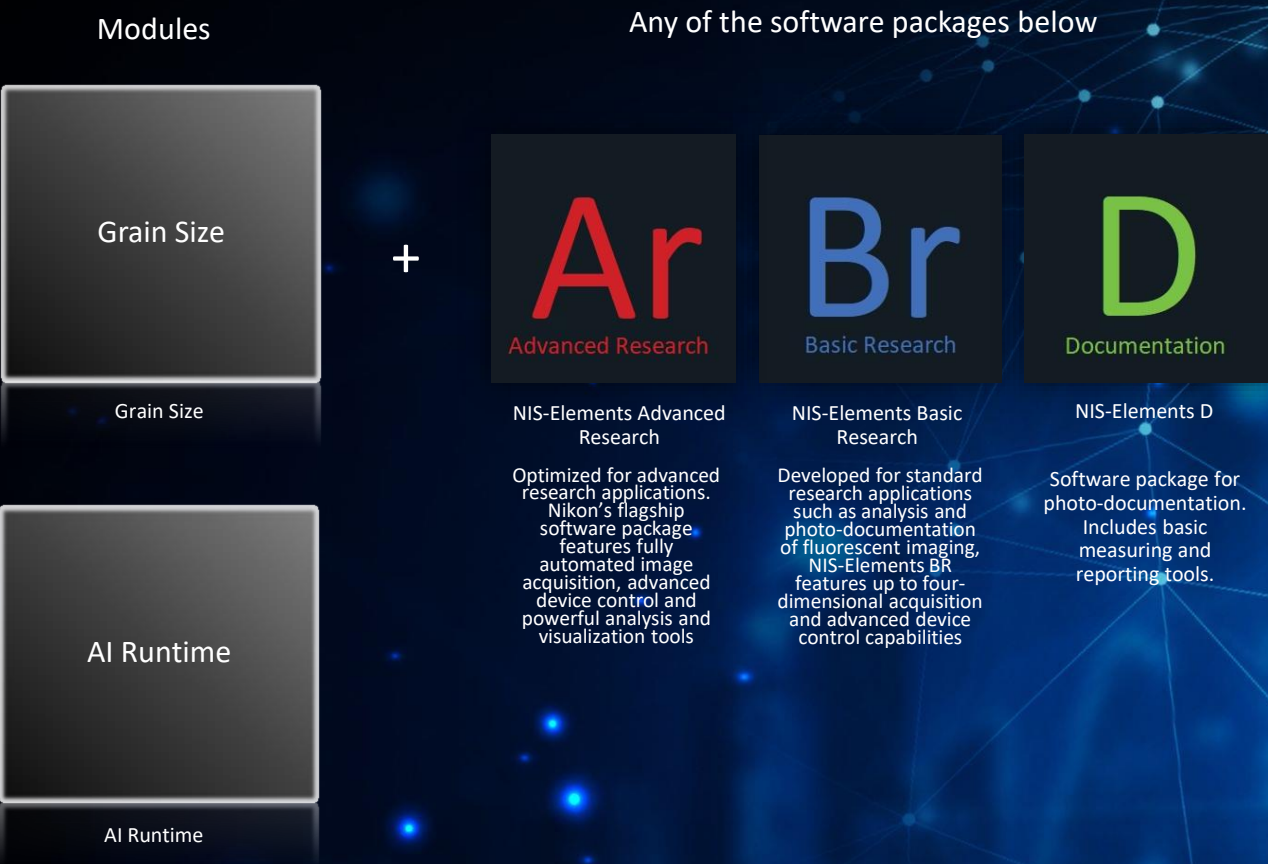 Modules
Any of the software packages below
Grain Size
Grain Size
AI Runtime
AI Runtime
+
Ar
Advanced Research
NIS-Elements Advanced
Research
Optimized for advanced
research applications.
Nikon’s flagship
software package
features fully
automated image
acquisition, advanced
device control and
powerful analysis and
visualization tools
Br
Basic Research
NIS-Elements Basic
Research
Developed for standard
research applications
such as analysis and
photo-documentation
of fluorescent imaging,
NIS-Elements BR
features up to four-
dimensional acquisition
and advanced device
control capabilities
D
Documentation
NIS-Elements D
Software package for
photo-documentation.
Includes basic
measuring and
reporting tools.